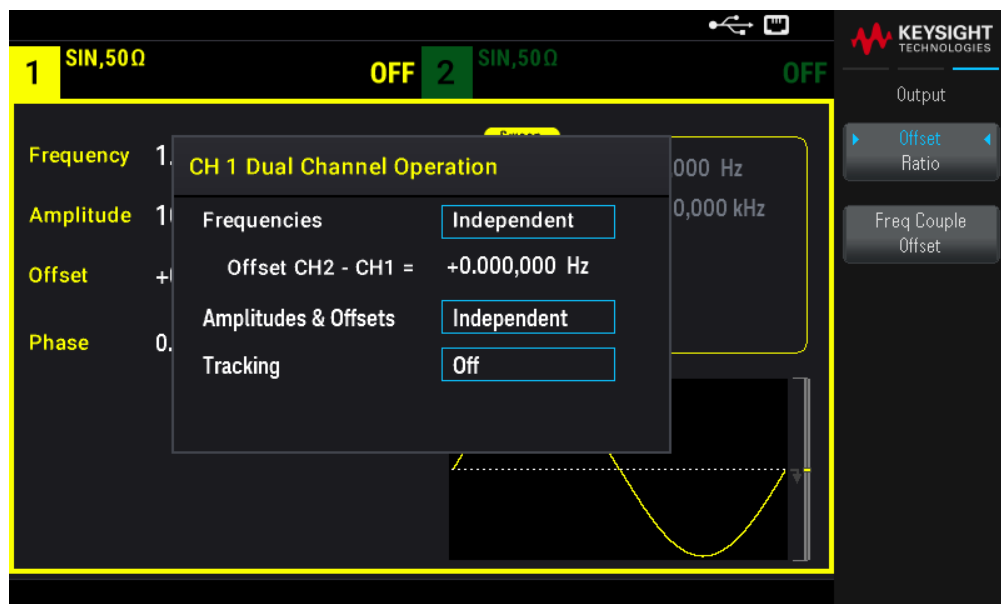 KEYSIGHT
TECHNOLOGIES
1 SIN,50Ω OFF 2 SIN,50Ω OFF
Output
Frequency 1.
000 Hz
Amplitude
0,000 kHz
Offset
Phase 0.
CH 1 Dual Channel Operation
Frequencies Independent
Offset CH2 - CH1 = +0.000,000 Hz
Amplitudes & Offsets Independent
Tracking Off
Offset
Ratio
Freq Couple
Offset